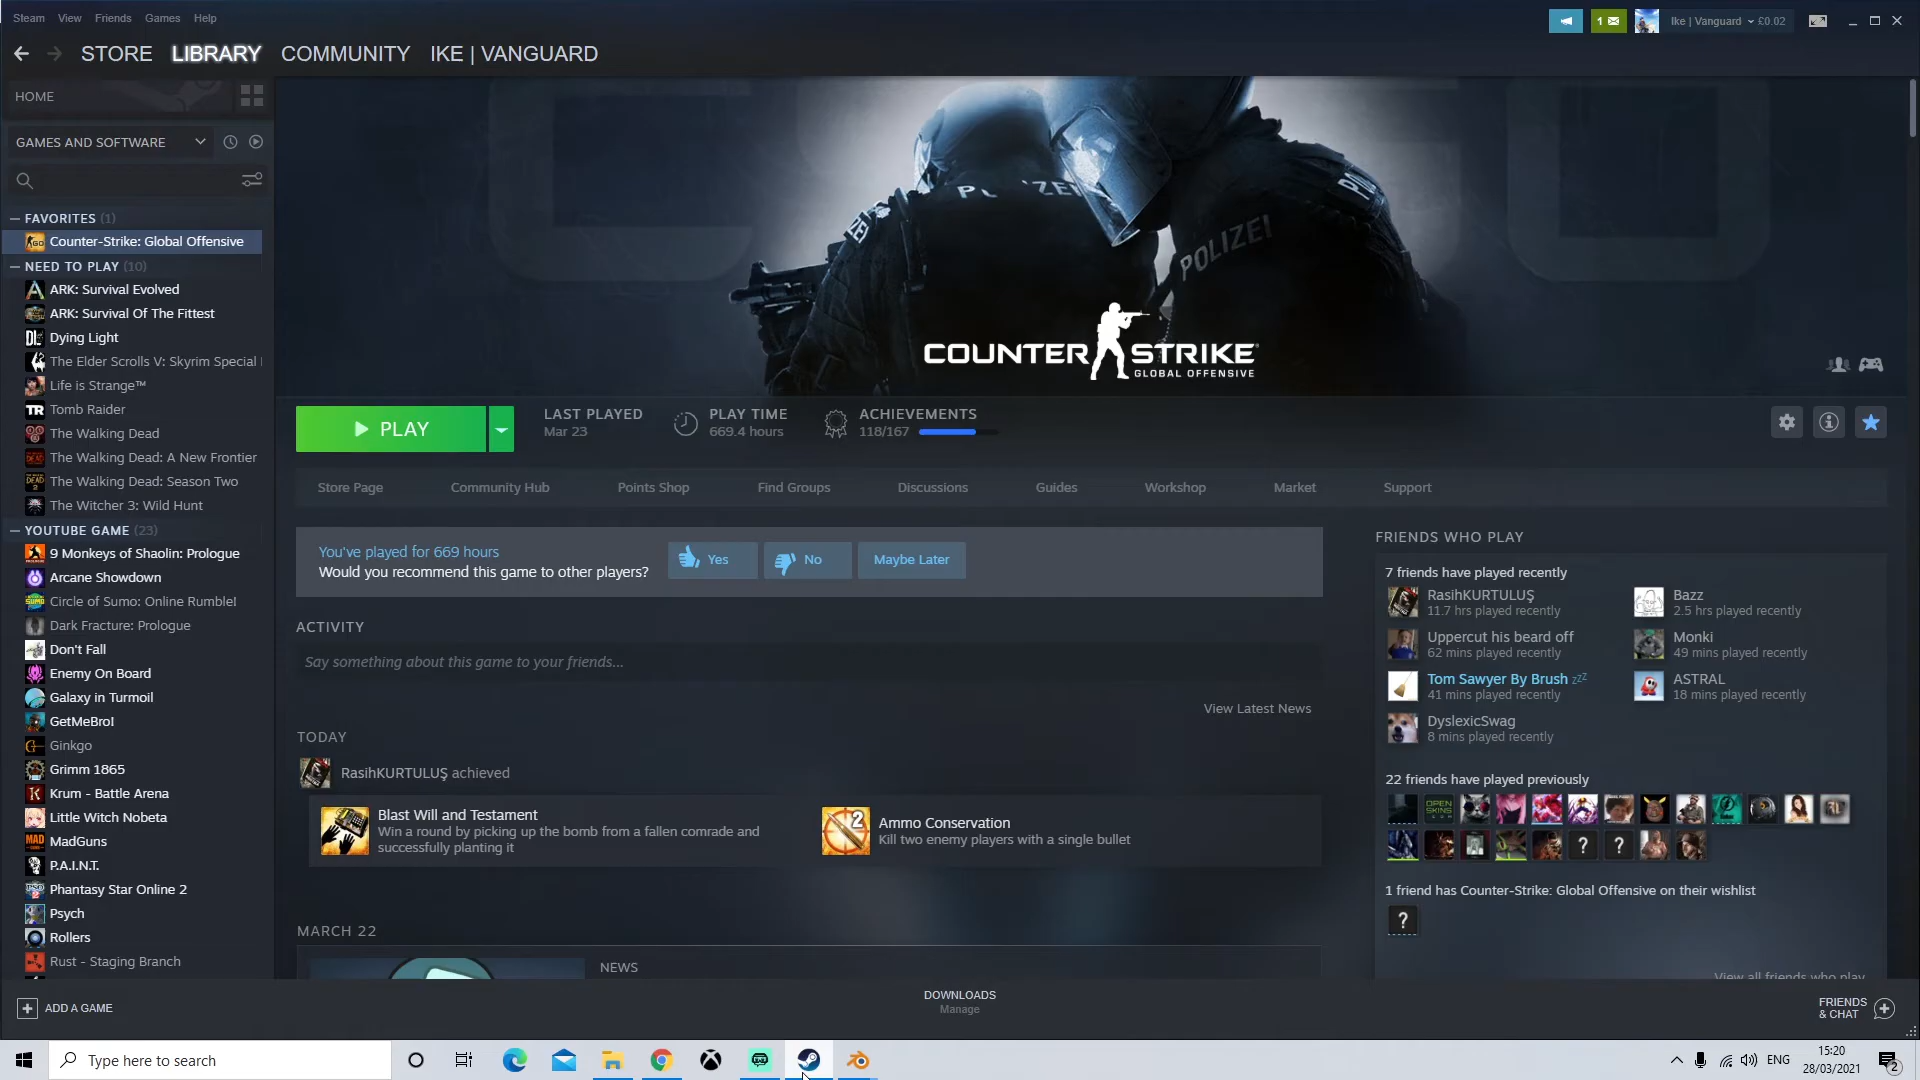 Steam View Friends Games Help
1 Ike | Vanguard £0.02
STORE LIBRARY COMMUNITY IKE | VANGUARD
HOME
GAMES AND SOFTWARE
FAVORITES (1)
Counter-Strike: Global Offensive
NEED TO PLAY (10)
ARK: Survival Evolved
ARK: Survival Of The Fittest
Dying Light
The Elder Scrolls V: Skyrim Special
Life is Strange™
Tomb Raider
The Walking Dead
The Walking Dead: A New Frontier
The Walking Dead: Season Two
The Witcher 3: Wild Hunt
YOUTUBE GAME (23)
9 Monkeys of Shaolin: Prologue
Arcane Showdown
Circle of Sumo: Online Rumble!
Dark Fracture: Prologue
Don't Fall
Enemy On Board
Galaxy in Turmoil
GetMeBro!
Ginkgo
Grimm 1865
Krum - Battle Arena
Little Witch Nobeta
MadGuns
P.A.I.N.T.
Phantasy Star Online 2
Psych
Rollers
Rust - Staging Branch
ADD A GAME
POLIZEI
COUNTER STRIKE
GLOBAL OFFENSIVE
PLAY
LAST PLAYED
Mar 23
PLAY TIME
669.4 hours
ACHIEVEMENTS
118/167
Store Page Community Hub Points Shop Find Groups Discussions Guides Workshop Market Support
You've played for 669 hours
Would you recommend this game to other players?
Yes No Maybe Later
ACTIVITY
Say something about this game to your friends...
View Latest News
TODAY
RasihKURTULUŞ achieved
Blast Will and Testament
Win a round by picking up the bomb from a fallen comrade and
successfully planting it
2
Ammo Conservation
Kill two enemy players with a single bullet
MARCH 22
NEWS
FRIENDS WHO PLAY
7 friends have played recently
RasihKURTULUŞ
11.7 hrs played recently
Bazz
2.5 hrs played recently
Uppercut his beard off
62 mins played recently
Monki
49 mins played recently
Tom Sawyer By Brush zzZ
41 mins played recently
ASTRAL
18 mins played recently
DyslexicSwag
8 mins played recently
22 friends have played previously
OPEN
SKINS
? ?
1 friend has Counter-Strike: Global Offensive on their wishlist
?
View all friends who play
DOWNLOADS
Manage
FRIENDS
& CHAT
Type here to search
ENG
15:20
28/03/2021
2